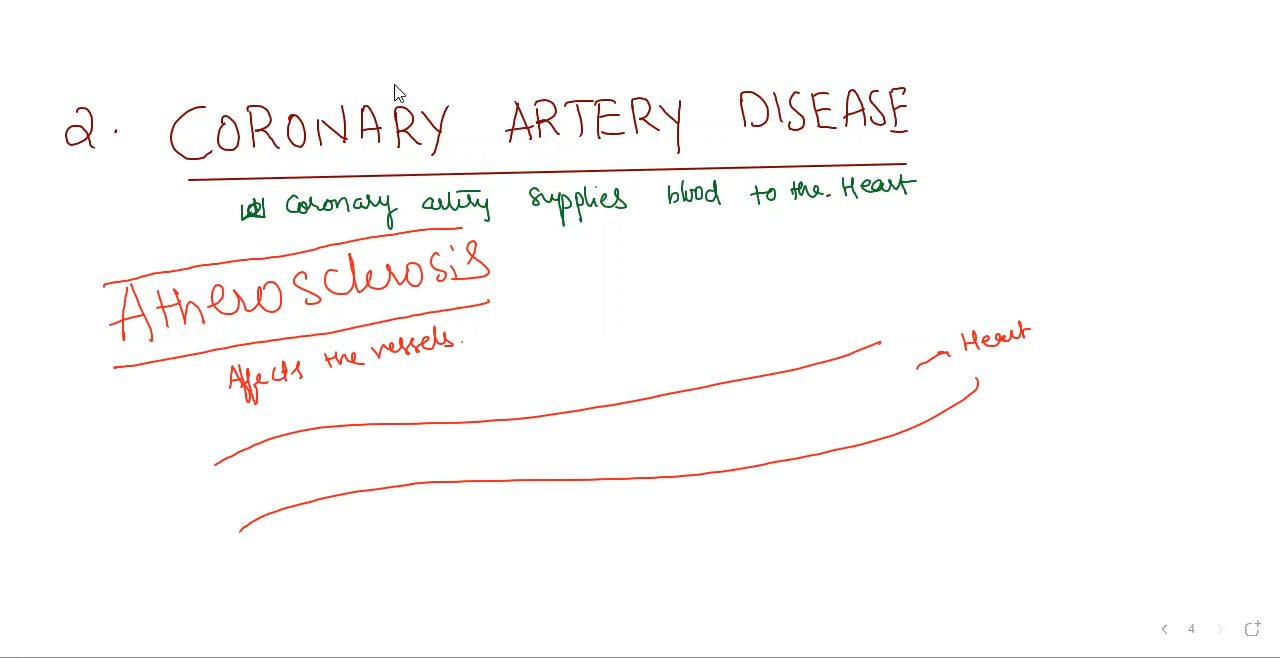 2. CORONARY ARTERY DISEASE
Coronary artery supplies blood to the Heart
Atherosclerosis
Affects the vessels.
Heart
4